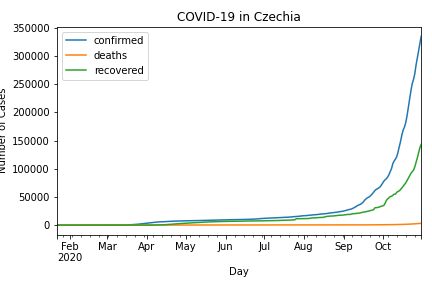 COVID-19 in Czechia
350000
300000
250000
200000
150000
100000
50000
0
Number of Cases
confirmed
deaths
recovered
Feb Mar Apr May Jun Jul Aug Sep Oct
2020
Day